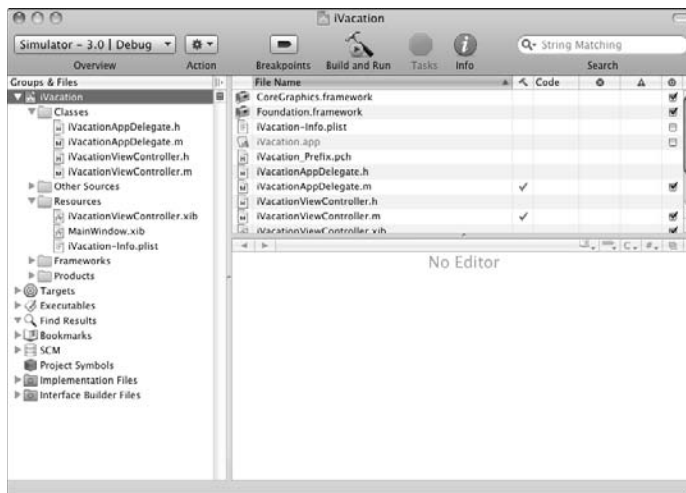 iVacation
Simulator – 3.0 | Debug
String Matching
Overview
Action
Breakpoints
Build and Run
Tasks
Info
Search
Groups & Files
iVacation
Classes
iVacationAppDelegate.h
iVacationAppDelegate.m
iVacationViewController.h
iVacationViewController.m
Other Sources
Resources
iVacationViewController.xib
MainWindow.xib
iVacation-Info.plist
Frameworks
Products
Targets
Executables
Find Results
Bookmarks
SCM
Project Symbols
Implementation Files
Interface Builder Files
File Name
Code
CoreGraphics.framework
Foundation.framework
iVacation-Info.plist
iVacation.app
iVacation_Prefix.pch
iVacationAppDelegate.h
iVacationAppDelegate.m
iVacationViewController.h
iVacationViewController.m
iVacationViewController.xib
C
#
No Editor